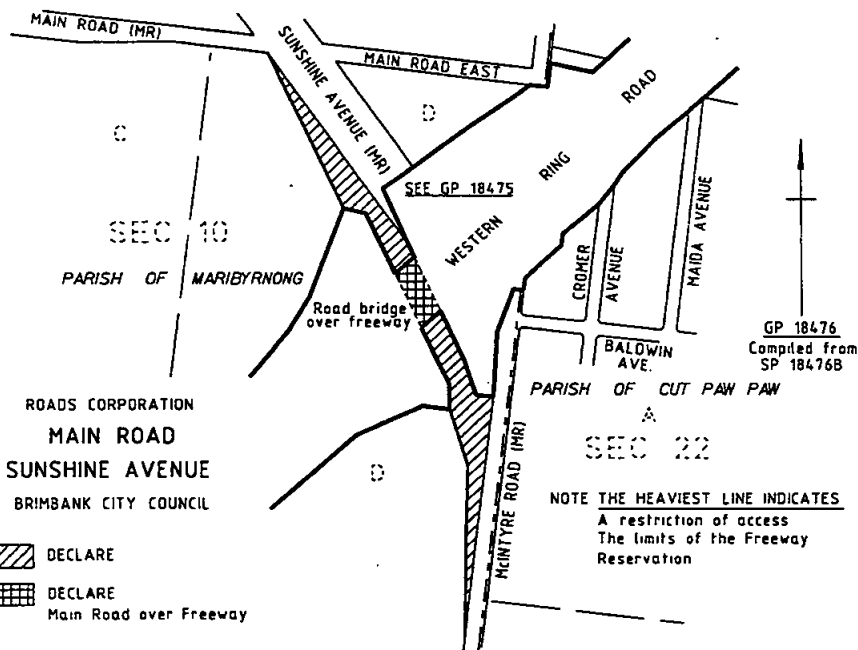 MAIN ROAD (MR)
SUNSHINE AVENUE (MR)
MAIN ROAD EAST
WESTERN RING ROAD
C
D
SEE GP 18475
SEC 10
PARISH OF MARIBYRNONG
Road bridge
over freeway
CROMER
AVENUE
MAIDA AVENUE
GP 18476
Compiled from
SP 18476B
BALDWIN
AVE.
PARISH OF CUT PAW PAW
A
SEC 22
McINTYRE ROAD (MR)
D
ROADS CORPORATION
MAIN ROAD
SUNSHINE AVENUE
BRIMBANK CITY COUNCIL
DECLARE
DECLARE
Main Road over Freeway
NOTE THE HEAVIEST LINE INDICATES
A restriction of access
The limits of the Freeway
Reservation